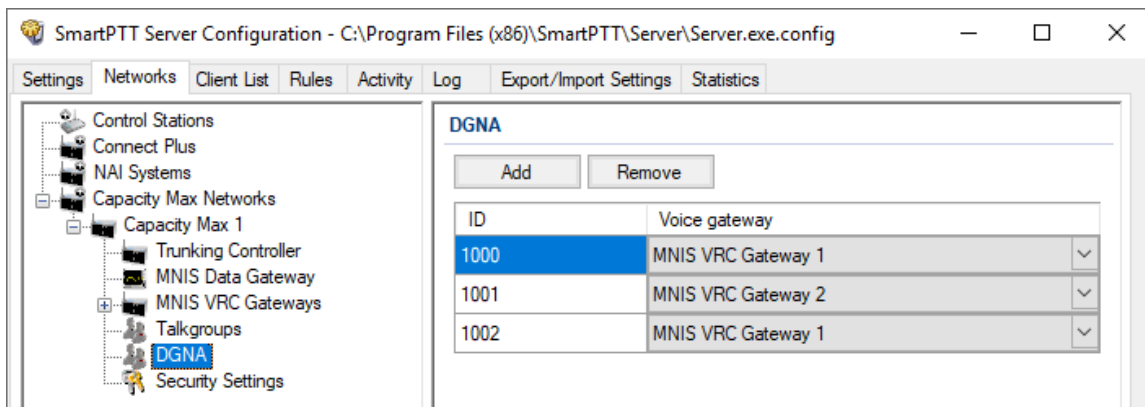 SmartPTT Server Configuration - C:\Program Files (x86)\SmartPTT\Server\Server.exe.config
Settings Networks Client List Rules Activity Log Export/Import Settings Statistics
Control Stations
Connect Plus
NAI Systems
Capacity Max Networks
Capacity Max 1
Trunking Controller
MNIS Data Gateway
MNIS VRC Gateways
Talkgroups
DGNA
Security Settings
DGNA
Add Remove
ID Voice gateway
1000 MNIS VRC Gateway 1
1001 MNIS VRC Gateway 2
1002 MNIS VRC Gateway 1